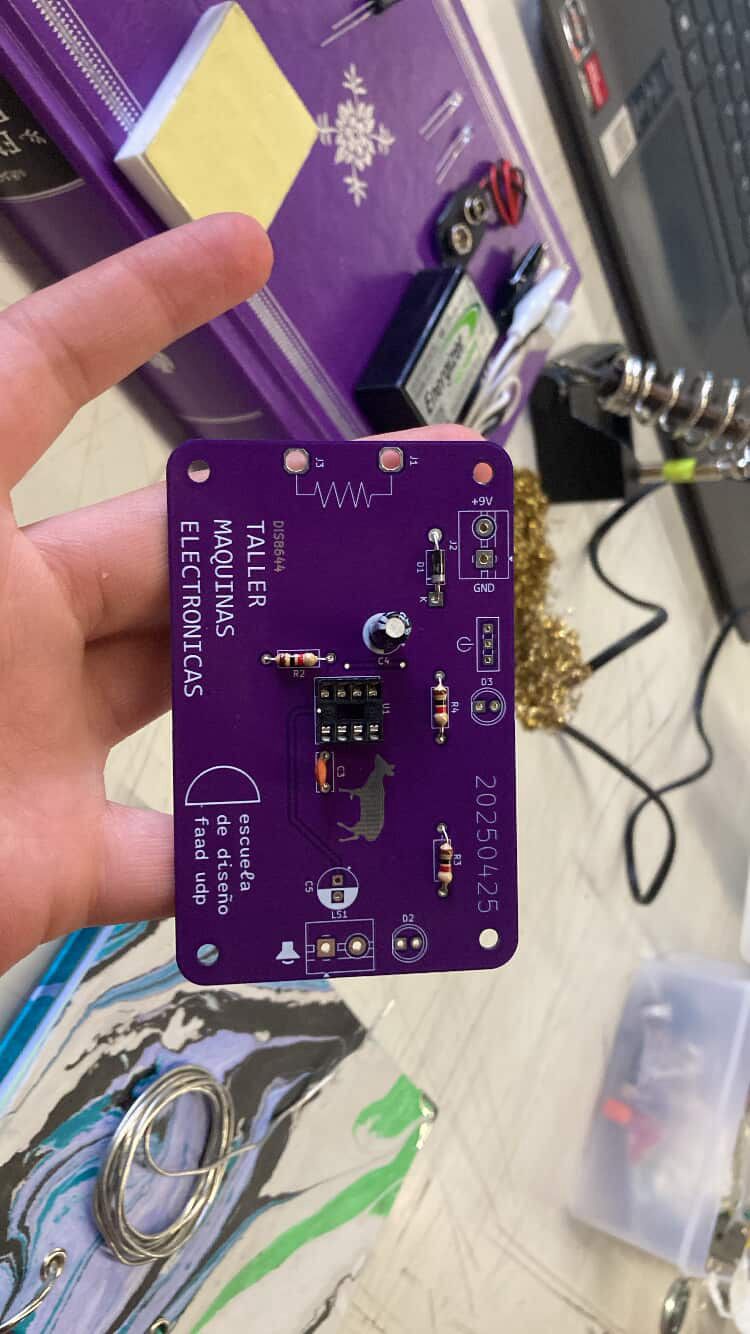 +9V
GND
J2
D1
K
D3
20250425
R4
R3
D2
J1
C4
U1
C3
C5
LS1
R2
J3
DIS8644
TALLER
MAQUINAS
ELECTRONICAS
escuela
de diseño
faad udp
Energizer